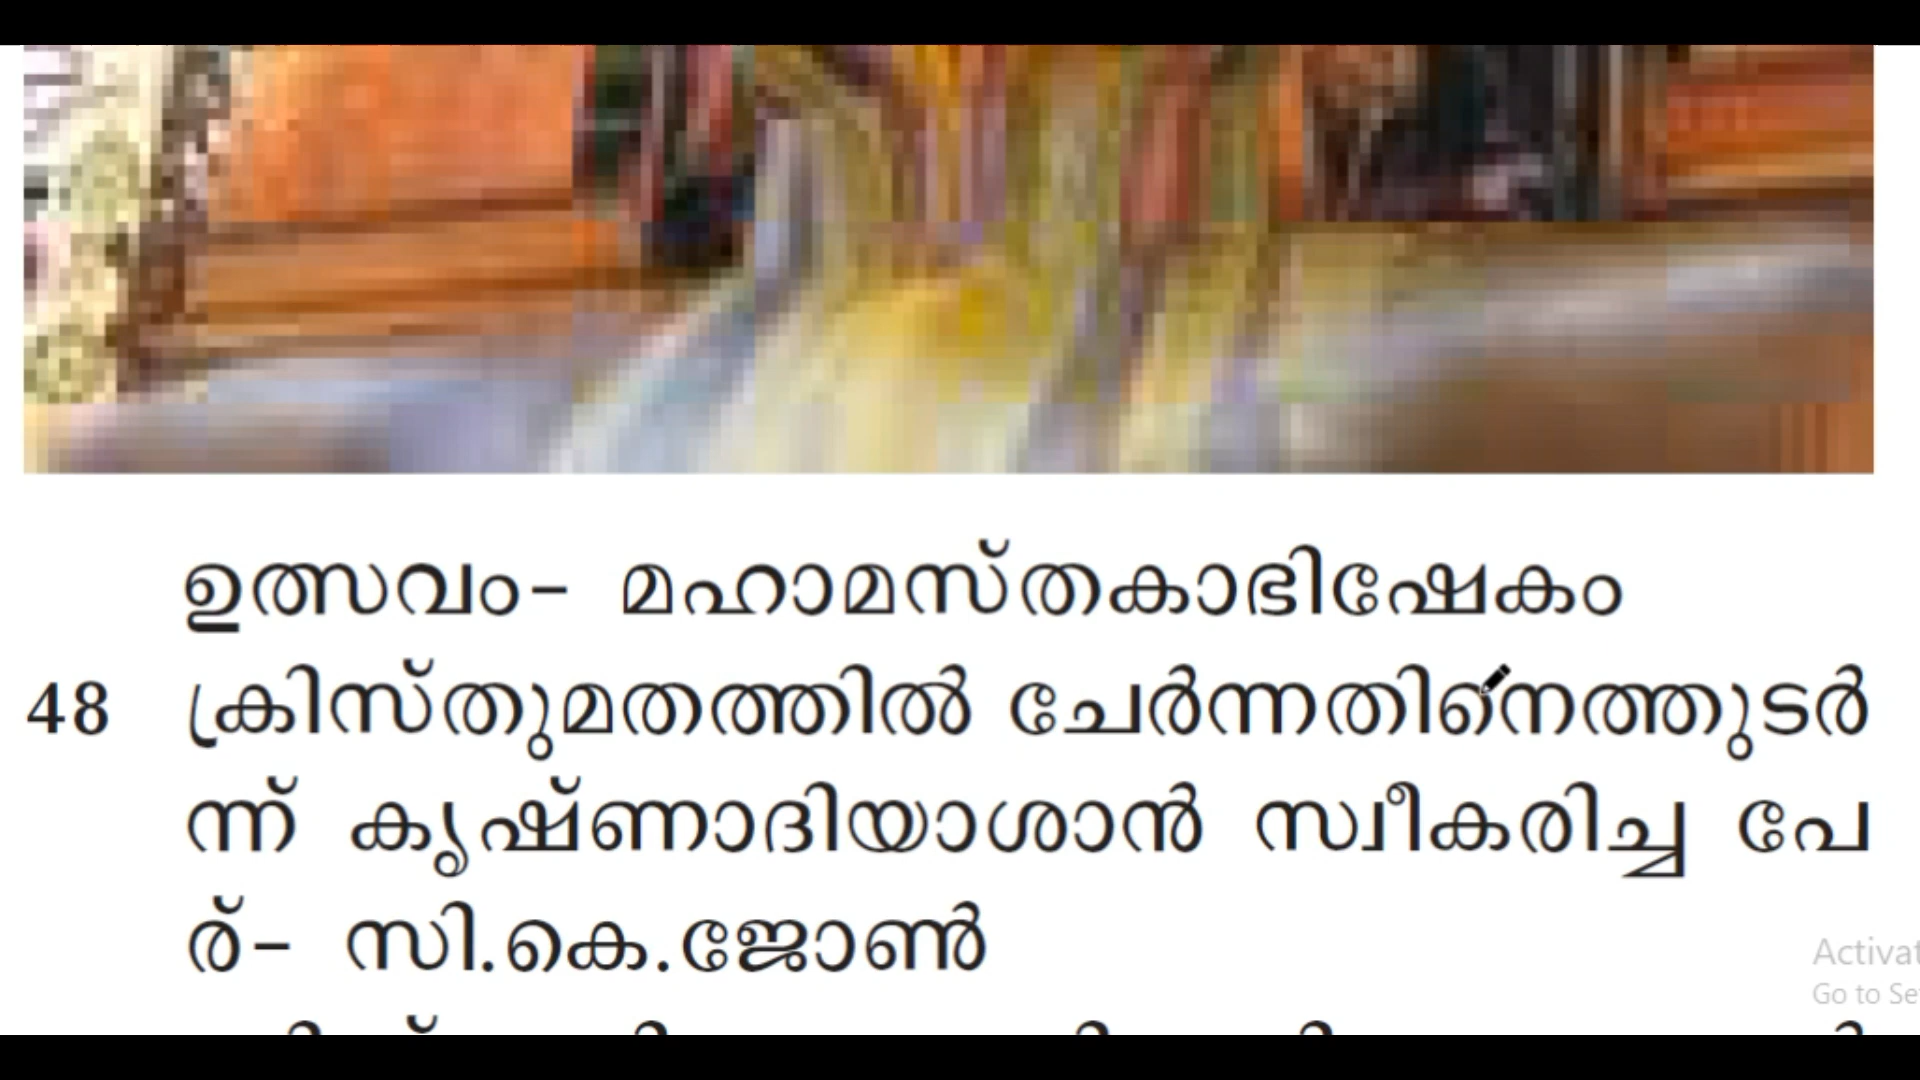 ഉത്സവം- മഹാമസ്തകാഭിഷേകം
48 ക്രിസ്തുമതത്തിൽ ചേർന്നതിനെത്തുടർ
ന്ന് കൃഷ്ണാദിയാശാൻ സ്വീകരിച്ച പേ
ര്- സി.കെ.ജോൺ
Activat
Go to Se